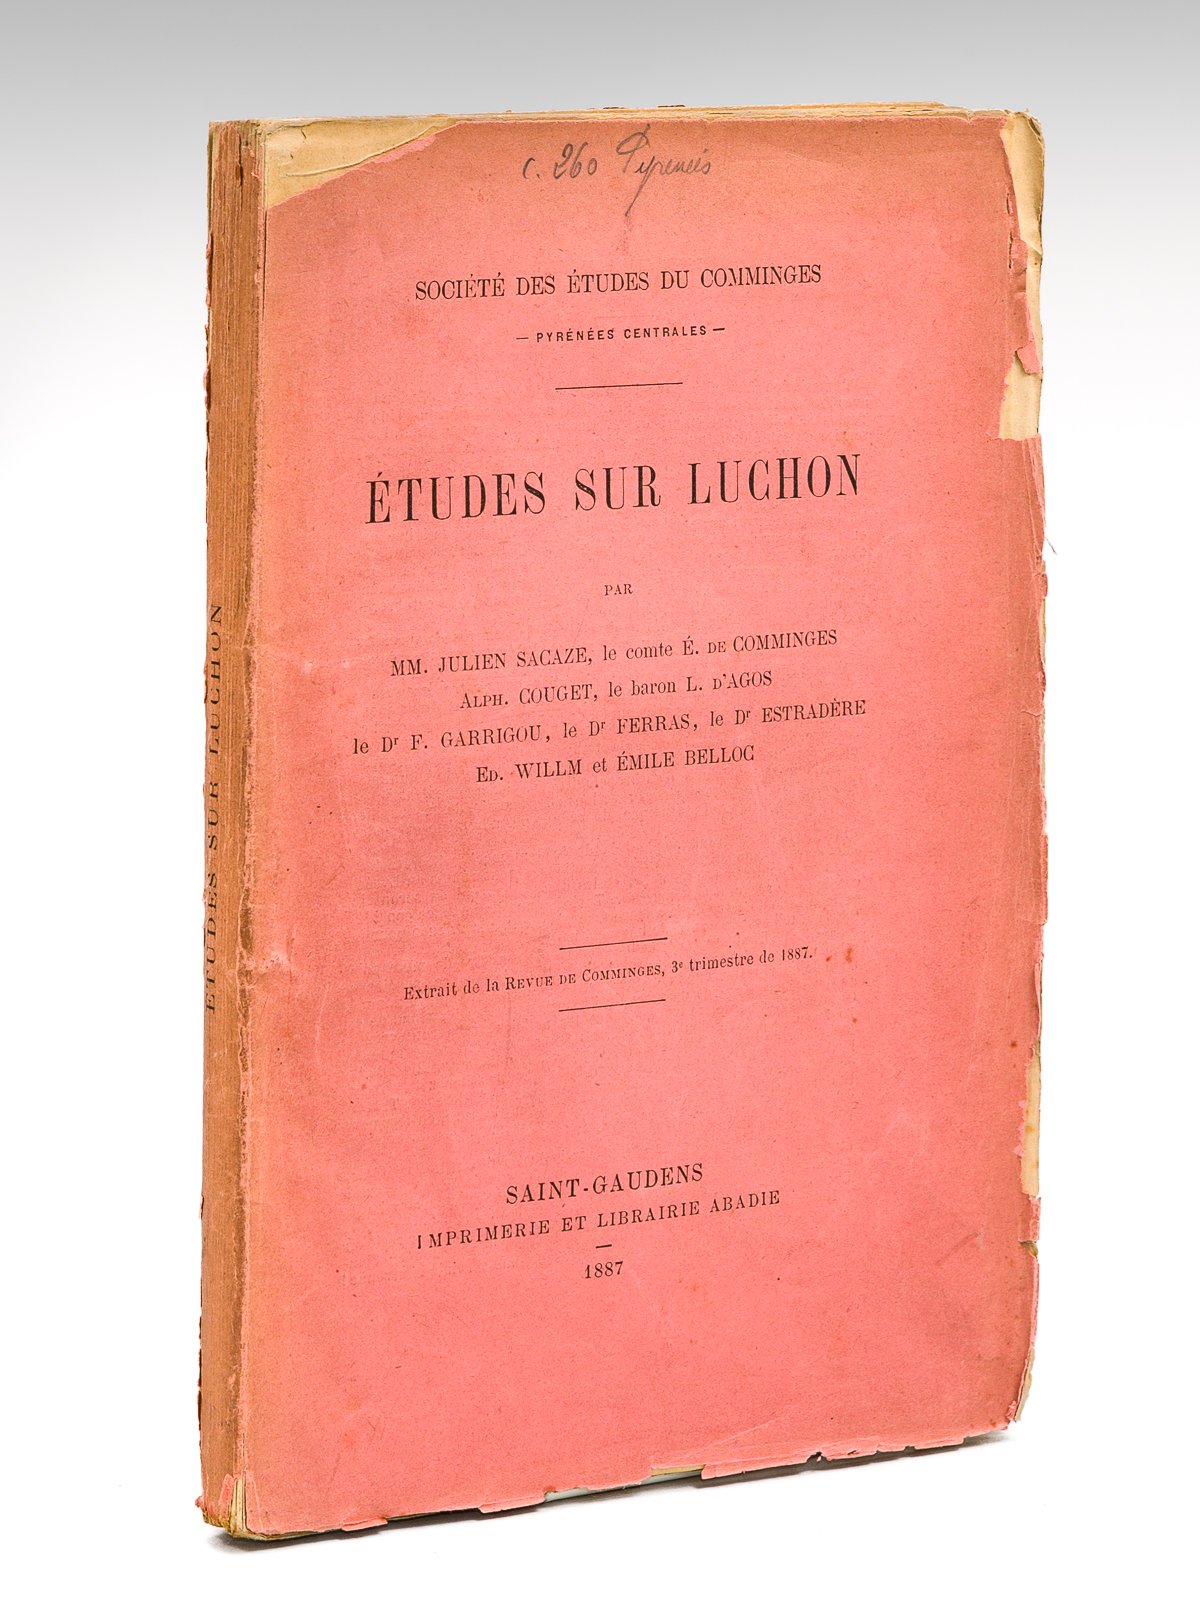 c. 260 Pyrénées
SOCIÉTÉ DES ÉTUDES DU COMMINGES
— PYRÉNÉES CENTRALES —
ÉTUDES SUR LUCHON
PAR
MM. JULIEN SACAZE, le comte É. DE COMMINGES
ALPH. COUGET, le baron L. D'AGOS
le Dr F. GARRIGOU, le Dr FERRAS, le Dr ESTRADÈRE
ED. WILLM et ÉMILE BELLOC
Extrait de la REVUE DE COMMINGES, 3e trimestre de 1887.
SAINT-GAUDENS
IMPRIMERIE ET LIBRAIRIE ABADIE
1887
ÉTUDES SUR LUCHON